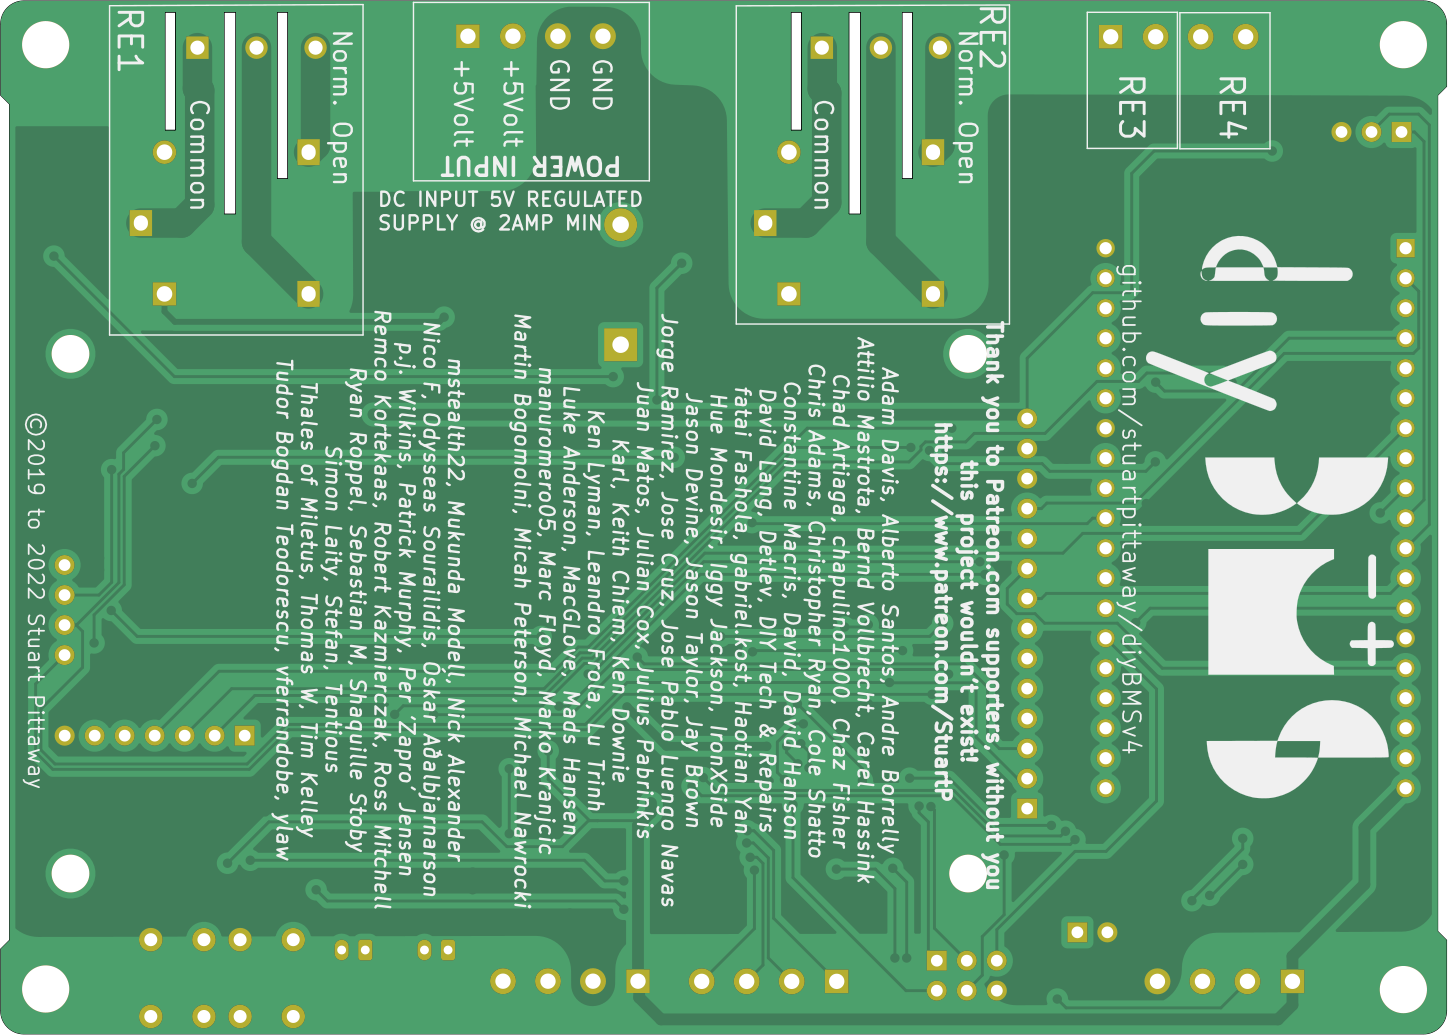 RE1
Norm. Open
Common
+5Volt
+5Volt
GND
GND
POWER INPUT
DC INPUT 5V REGULATED
SUPPLY @ 2AMP MIN
RE2
Norm. Open
Common
RE3
RE4
github.com/stuartpittaway/diyBMSv4
Thank you to Patreon.com supporters, without you
this project wouldn't exist!
https://www.patreon.com/StuartP
Adam Davis, Alberto Santos, Andre Borrelly
Attilio Mastrota, Bernd Vollbrecht, Carel Hassink
Chad Artiaga, chapulino1000, Chaz Fisher
Chris Adams, Christopher Ryan, Cole Shatto
Constantine Macris, David, David Hanson
David Lang, Detlev, DIY Tech & Repairs
fatai Fashola, gabriel.kost, Haotian Yan
Hue Mondesir, Iggy Jackson, IronXSide
Jason Devine, Jason Taylor, Jay Brown
Jorge Ramirez, Jose Cruz, Jose Pablo Luengo Navas
Juan Matos, Julian Cox, Julius Pabrinkis
Karl, Keith Chiem, Ken Downie
Ken Lyman, Leandro Frola, Lu Trinh
Luke Anderson, MacGlove, Mads Hansen
manuromero05, Marc Floyd, Marko Kranjcic
Martin Bogomolni, Micah Peterson, Michael Nawrocki
mstealth22, Mukunda Modell, Nick Alexander
Nico F, Odysseas Sourailidis, Óskar Aðalbjarnarson
p.j. Wilkins, Patrick Murphy, Per 'Zapro' Jensen
Remco Kortekaas, Robert Kazmierczak, Ross Mitchell
Ryan Roppe, Sebastian M, Shaquille Stoby
Simon Laity, Stefan Tentious
Thales of Miletis, Thomas W, Tim Kelley
Tudor Bogdan Teodorescu, vferrandobe, ylaw
©2019 to 2022 Stuart Pittaway